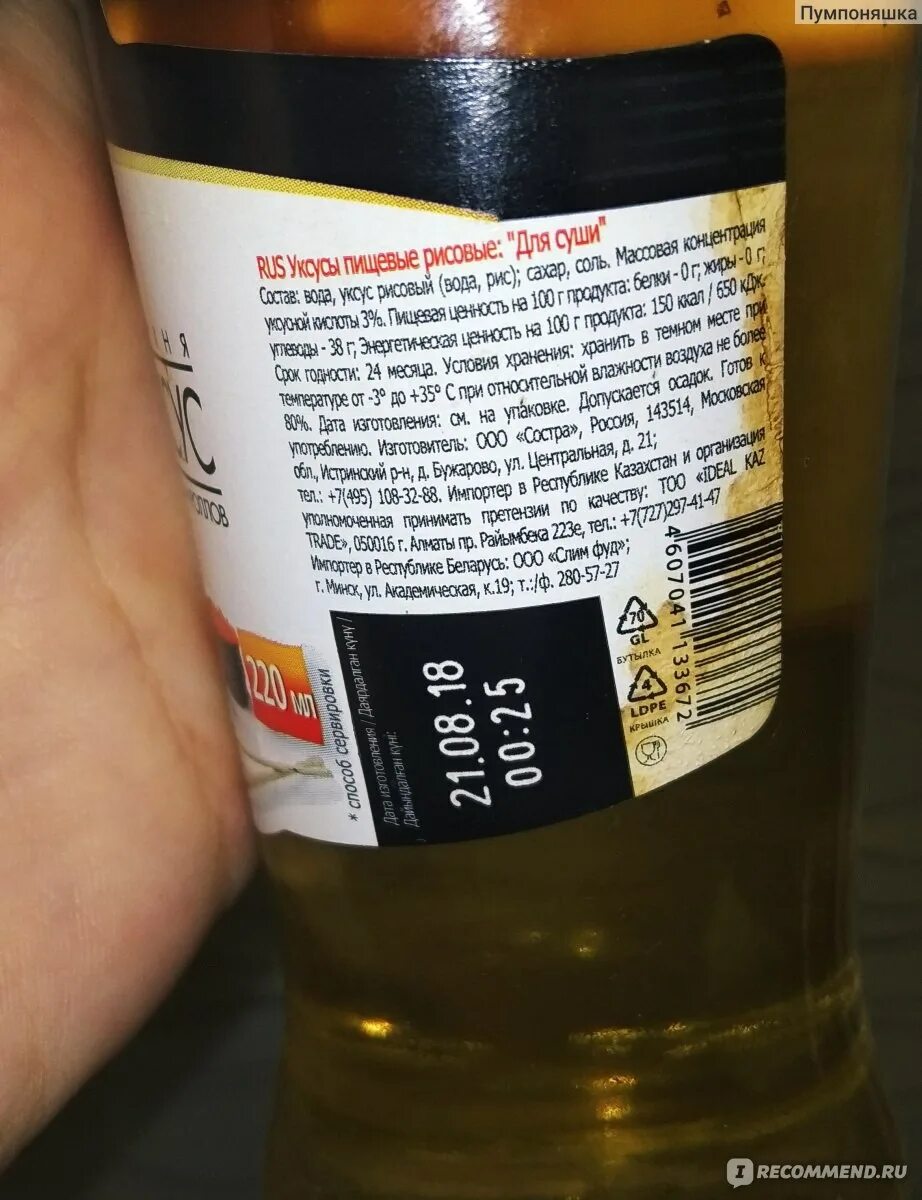 Пумпоняшка
RUS Уксусы пищевые рисовые: "Для суши"
Состав: вода, уксус рисовый (вода, рис); сахар, соль. Массовая концентрация
уксусной кислоты 3%. Пищевая ценность на 100 г продукта: белки - 0 г; жиры - 0 г;
углеводы - 38 г; Энергетическая ценность на 100 г продукта: 150 ккал / 650 кДж.
Срок годности: 24 месяца. Условия хранения: хранить в темном месте при
температуре от -3° до +35° С при относительной влажности воздуха не более
80%. Дата изготовления: см. на упаковке. Допускается осадок. Готов к
употреблению. Изготовитель: ООО «Состра», Россия, 143514, Московская
обл., Истринский р-н, д. Бужарово, ул. Центральная, д. 21;
тел.: +7(495) 108-32-88. Импортер в Республике Казахстан и организация
уполномоченная принимать претензии по качеству: ТОО «IDEAL KAZ
TRADE», 050016 г. Алматы пр. Райымбека 223е, тел.: +7(727)297-41-47
Импортер в Республике Беларусь: ООО «Слим фуд»;
г. Минск, ул. Академическая, к.19; т.:/ф. 280-57-27
220 мл
* способ сервировки
Дата изготовления / Даярдалган күнү /
Дайындалған күні:
21.08.18
00:25
70
GL
БУТЫЛКА
4
LDPE
КРЫШКА
4607041133672
IRECOMMEND.RU